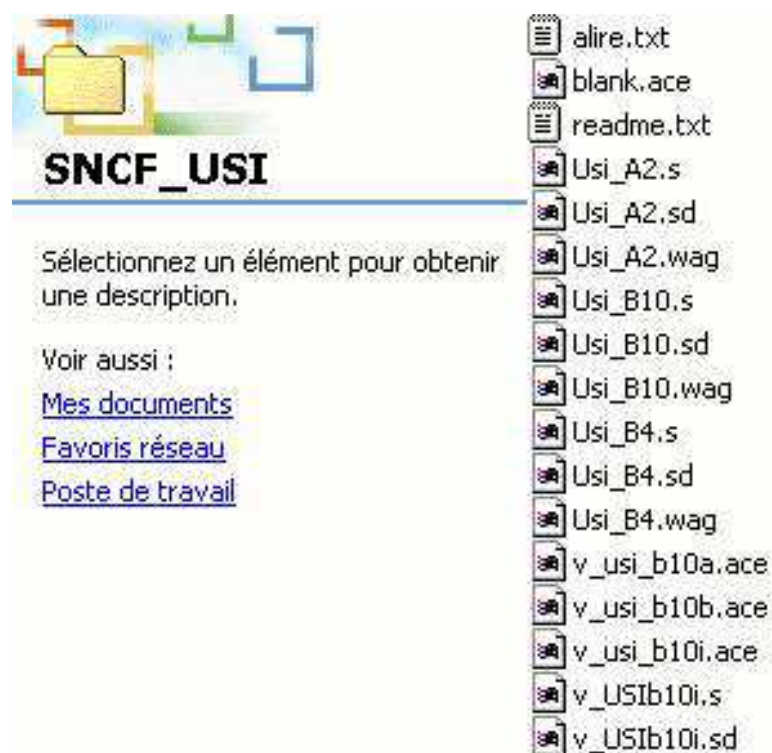 SNCF_USI
Sélectionnez un élément pour obtenir
une description.
Voir aussi :
Mes documents
Favoris réseau
Poste de travail
alire.txt
blank.ace
readme.txt
Usi_A2.s
Usi_A2.sd
Usi_A2.wag
Usi_B10.s
Usi_B10.sd
Usi_B10.wag
Usi_B4.s
Usi_B4.sd
Usi_B4.wag
v_usi_b10a.ace
v_usi_b10b.ace
v_usi_b10i.ace
v_USIb10i.s
v_USIb10i.sd